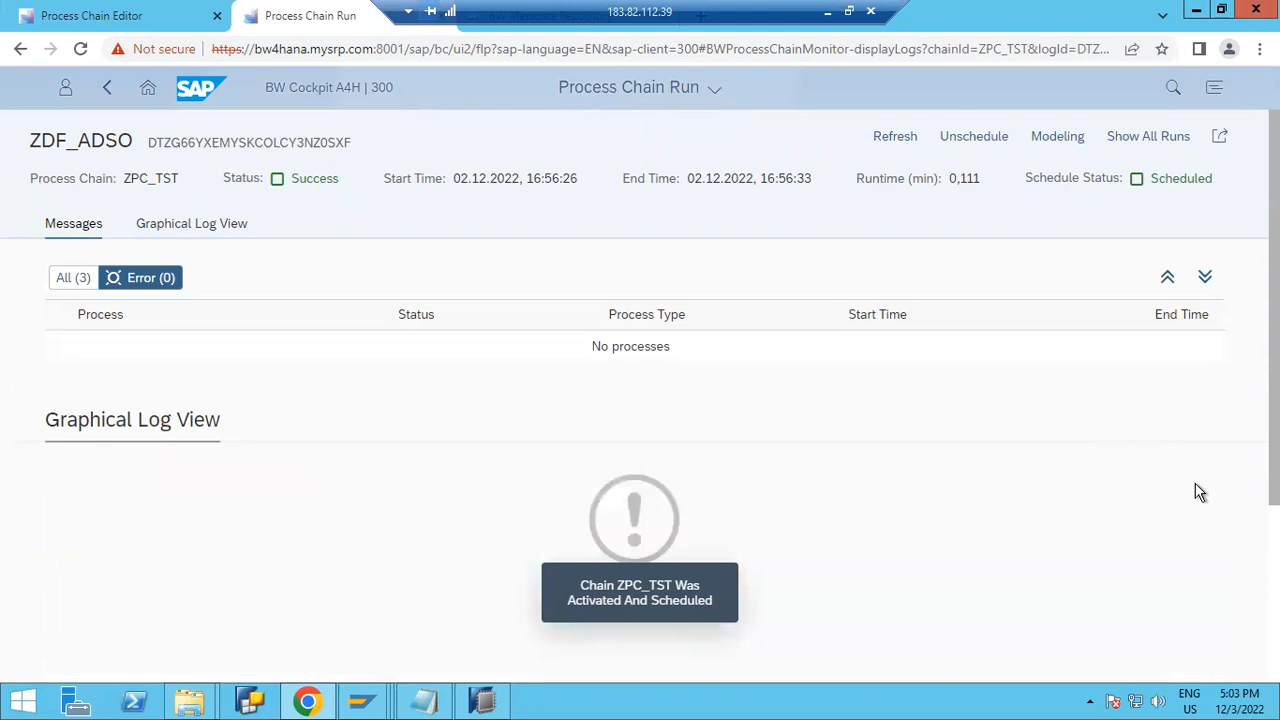 Process Chain Editor
Process Chain Run
183.82.112.39
Not secure
https://bw4hana.mysrp.com:8001/sap/bc/ui2/flp?sap-language=EN&sap-client=300#BWProcessChainMonitor-displayLogs?chainId=ZPC_TST&logId=DTZ...
SAP
BW Cockpit A4H | 300
Process Chain Run
ZDF_ADSO
DTZG66YXEMYSKCOLCY3NZ0SXF
Refresh
Unschedule
Modeling
Show All Runs
Process Chain: ZPC_TST
Status: Success
Start Time: 02.12.2022, 16:56:26
End Time: 02.12.2022, 16:56:33
Runtime (min): 0,111
Schedule Status: Scheduled
Messages
Graphical Log View
All (3)
Error (0)
Process
Status
Process Type
Start Time
End Time
No processes
Graphical Log View
Chain ZPC_TST Was
Activated And Scheduled
ENG
US
5:03 PM
12/3/2022